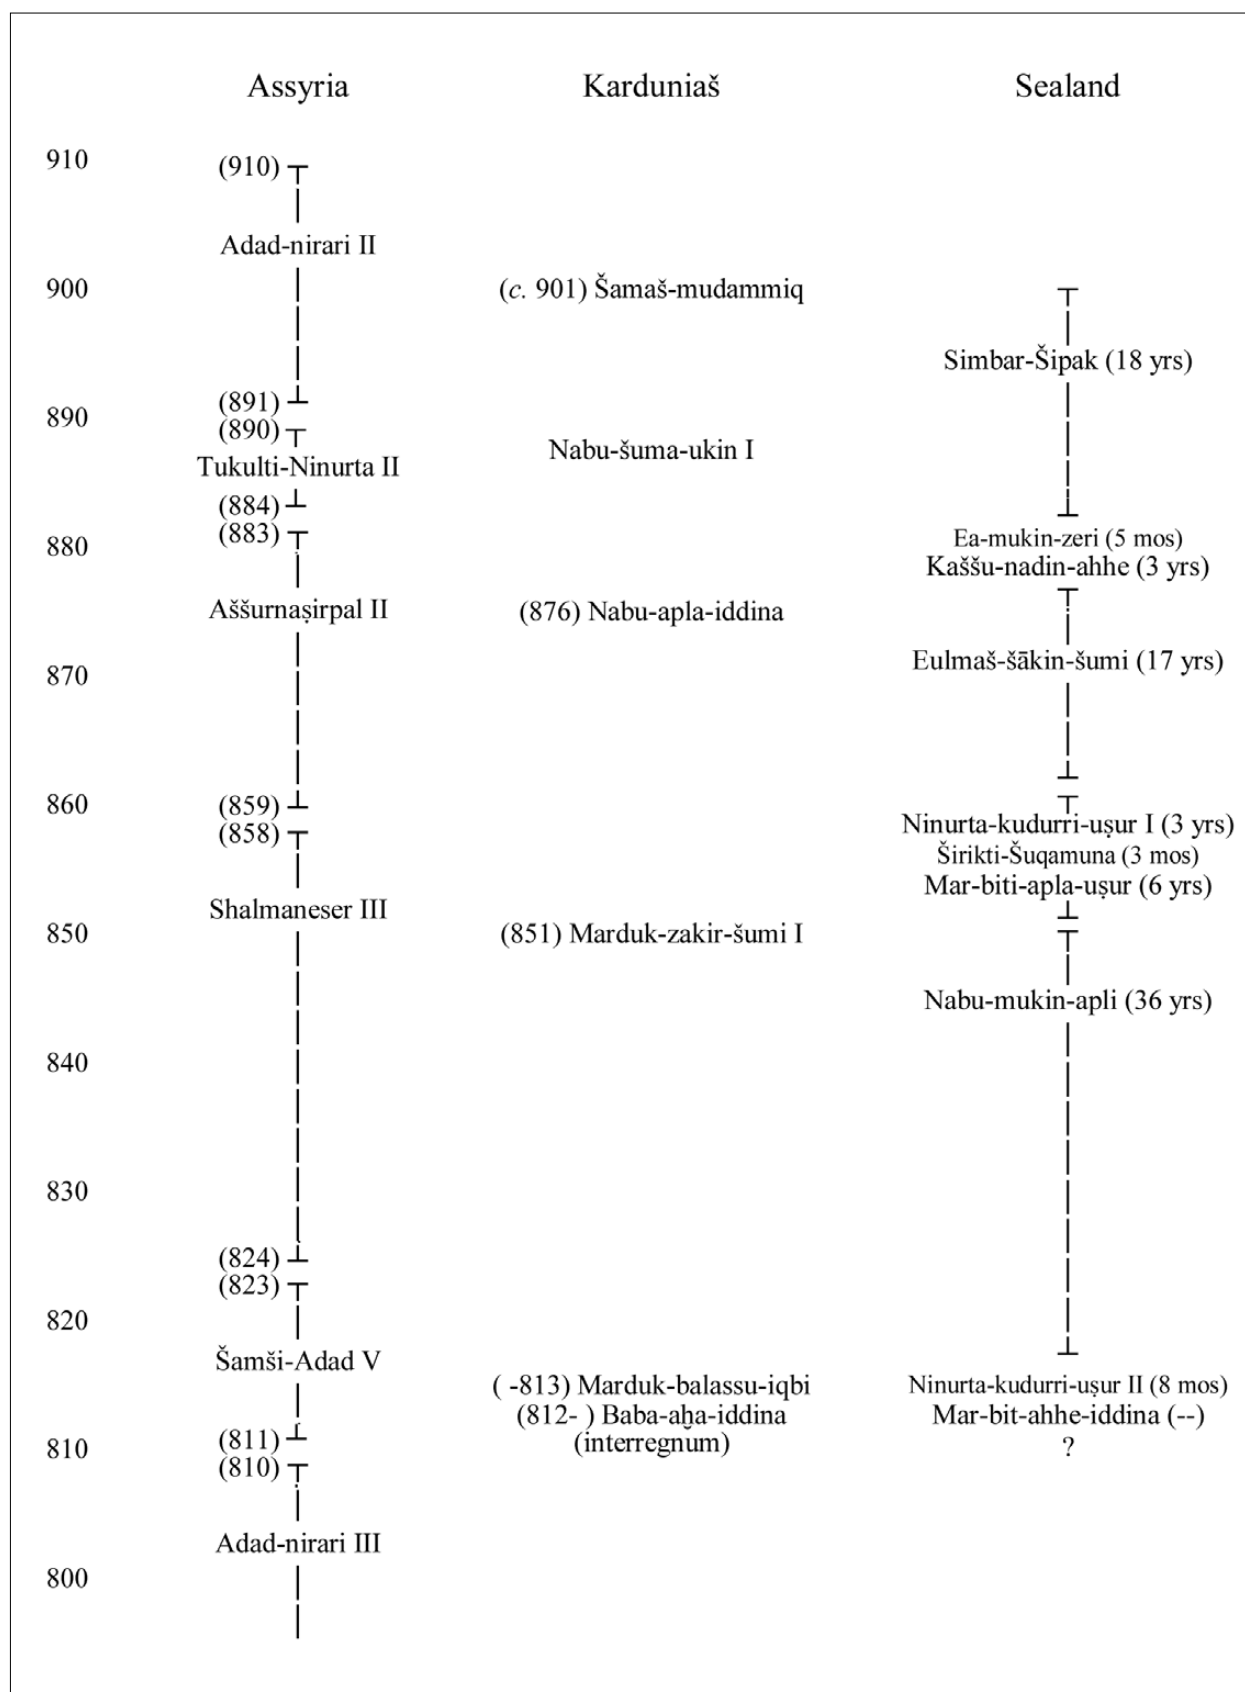 Assyria Karduniaš Sealand
910 (910)
Adad-nirari II
900 (c. 901) Šamaš-mudammiq
Simbar-Šipak (18 yrs)
(891)
890
(890)
Nabu-šuma-ukin I
Tukulti-Ninurta II
(884)
(883)
880 Ea-mukin-zeri (5 mos)
Kaššu-nadin-ahhe (3 yrs)
Aššurnaṣirpal II (876) Nabu-apla-iddina
Eulmaš-šākin-šumi (17 yrs)
870
860 (859)
Ninurta-kudurri-uṣur I (3 yrs)
(858)
Širikti-Šuqamuna (3 mos)
Mar-biti-apla-uṣur (6 yrs)
Shalmaneser III
850 (851) Marduk-zakir-šumi I
Nabu-mukin-apli (36 yrs)
840
830
(824)
(823)
820
Šamši-Adad V
( -813) Marduk-balassu-iqbi Ninurta-kudurri-uṣur II (8 mos)
(812- ) Baba-aḫa-iddina Mar-bit-ahhe-iddina (--)
(811) (interregnum) ?
810
(810)
Adad-nirari III
800